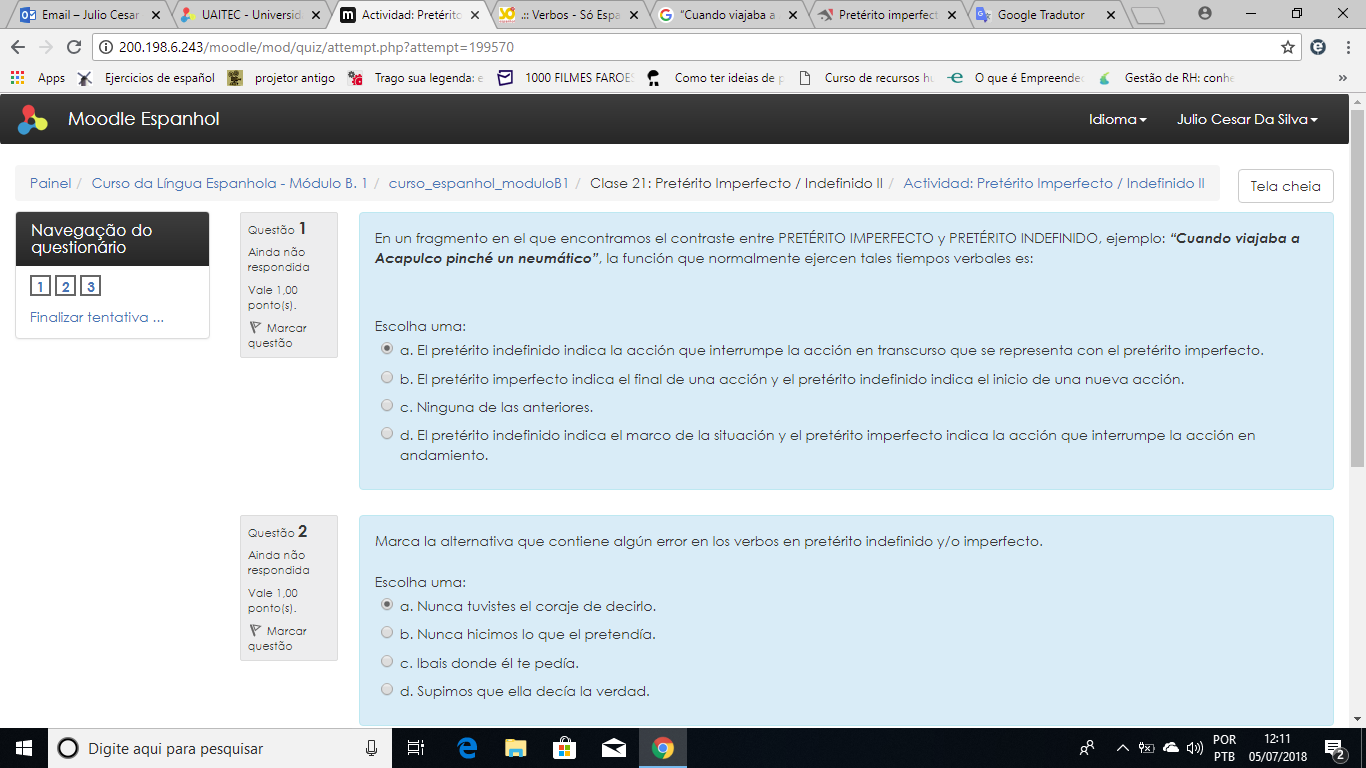 Email – Julio Cesar
UAITEC - Universid
Actividad: Pretérito
.:: Verbos - Só Espa
"Cuando viajaba a
Pretérito imperfect
Google Tradutor
200.198.6.243/moodle/mod/quiz/attempt.php?attempt=199570
Apps
Ejercicios de español
projetor antigo
Trago sua legenda: e
1000 FILMES FAROES
Como ter ideias de p
Curso de recursos hu
O que é Empreende
Gestão de RH: conhe
Moodle Espanhol
Idioma
Julio Cesar Da Silva
Painel / Curso da Língua Espanhola - Módulo B. 1 / curso_espanhol_moduloB1 / Clase 21: Pretérito Imperfecto / Indefinido II / Actividad: Pretérito Imperfecto / Indefinido II
Tela cheia
Navegação do
questionário
1 2 3
Finalizar tentativa ...
Questão 1
Ainda não
respondida
Vale 1,00
ponto(s).
Marcar
questão
En un fragmento en el que encontramos el contraste entre PRETÉRITO IMPERFECTO y PRETÉRITO INDEFINIDO, ejemplo: “Cuando viajaba a
Acapulco pinché un neumático”, la función que normalmente ejercen tales tiempos verbales es:
Escolha uma:
a. El pretérito indefinido indica la acción que interrumpe la acción en transcurso que se representa con el pretérito imperfecto.
b. El pretérito imperfecto indica el final de una acción y el pretérito indefinido indica el inicio de una nueva acción.
c. Ninguna de las anteriores.
d. El pretérito indefinido indica el marco de la situación y el pretérito imperfecto indica la acción que interrumpe la acción en
andamiento.
Questão 2
Ainda não
respondida
Vale 1,00
ponto(s).
Marcar
questão
Marca la alternativa que contiene algún error en los verbos en pretérito indefinido y/o imperfecto.
Escolha uma:
a. Nunca tuvistes el coraje de decirlo.
b. Nunca hicimos lo que el pretendía.
c. Ibais donde él te pedía.
d. Supimos que ella decía la verdad.
Digite aqui para pesquisar
POR
PTB
12:11
05/07/2018
2